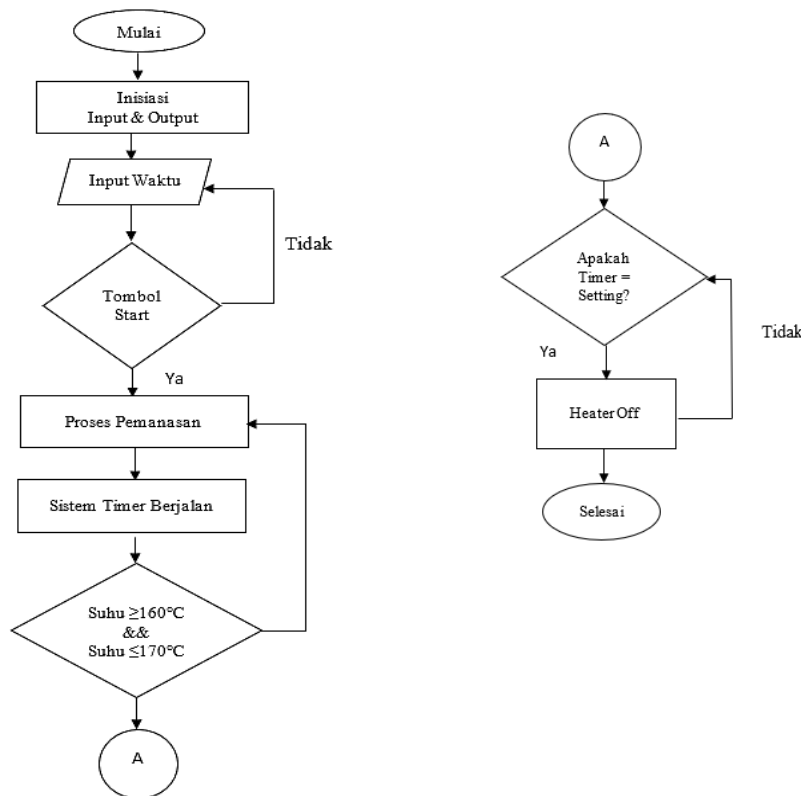 Mulai
Inisiasi
Input & Output
Input Waktu
Tidak
Tombol
Start
Ya
Proses Pemanasan
Sistem Timer Berjalan
Suhu ≥160°C
&&
Suhu ≤170°C
A
A
Apakah
Timer =
Setting?
Tidak
Ya
Heater Off
Selesai